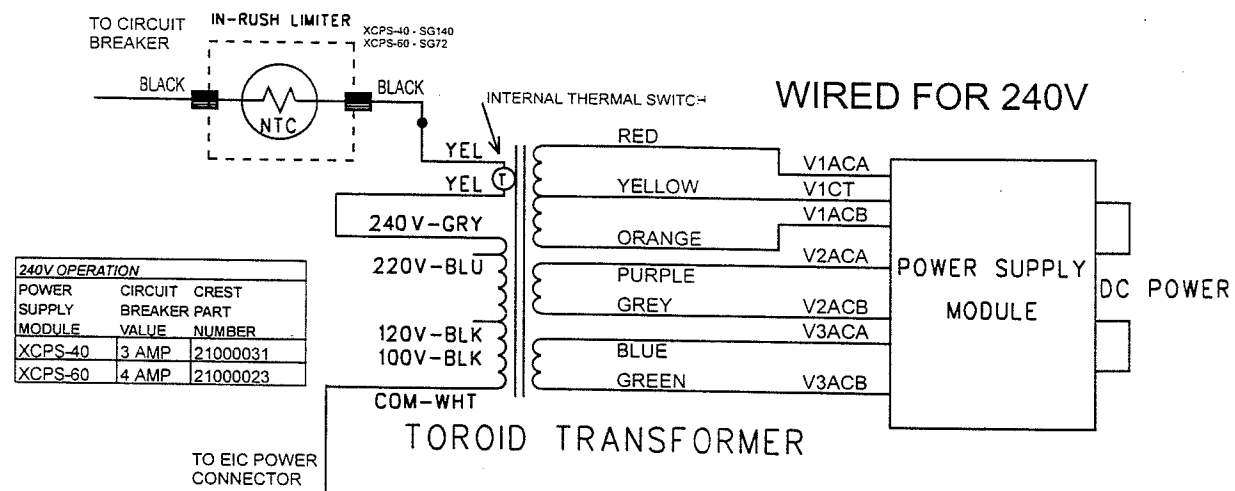 TO CIRCUIT
BREAKER
IN-RUSH LIMITER
XCPS-40 - SG140
XCPS-60 - SG72
BLACK
BLACK
NTC
INTERNAL THERMAL SWITCH
WIRED FOR 240V
YEL
YEL
T
240V-GRY
220V-BLU
120V-BLK
100V-BLK
COM-WHT
RED
YELLOW
ORANGE
PURPLE
GREY
BLUE
GREEN
V1ACA
V1CT
V1ACB
V2ACA
V2ACB
V3ACA
V3ACB
POWER SUPPLY
MODULE
DC POWER
240V OPERATION
POWER CIRCUIT CREST
SUPPLY BREAKER PART
MODULE VALUE NUMBER
XCPS-40 3 AMP 21000031
XCPS-60 4 AMP 21000023
TOROID TRANSFORMER
TO EIC POWER
CONNECTOR